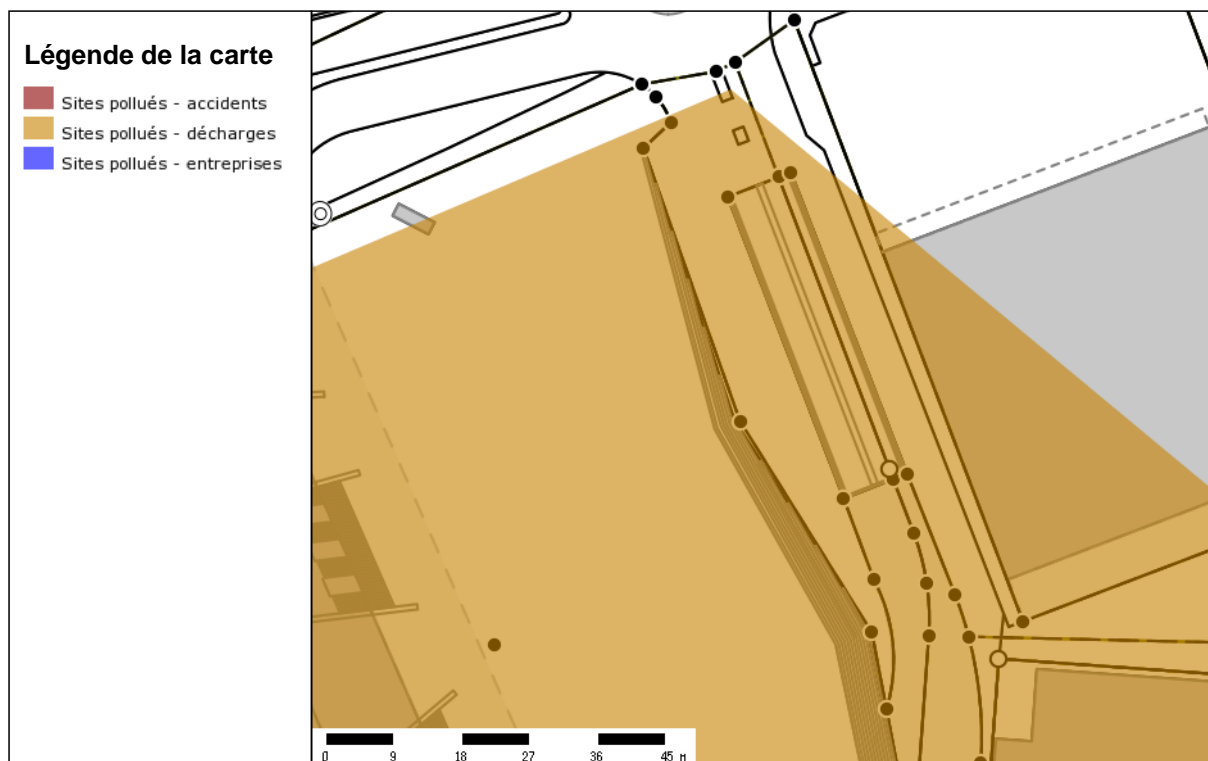 Légende de la carte
Sites pollués - accidents
Sites pollués - décharges
Sites pollués - entreprises
0 9 18 27 36 45 M